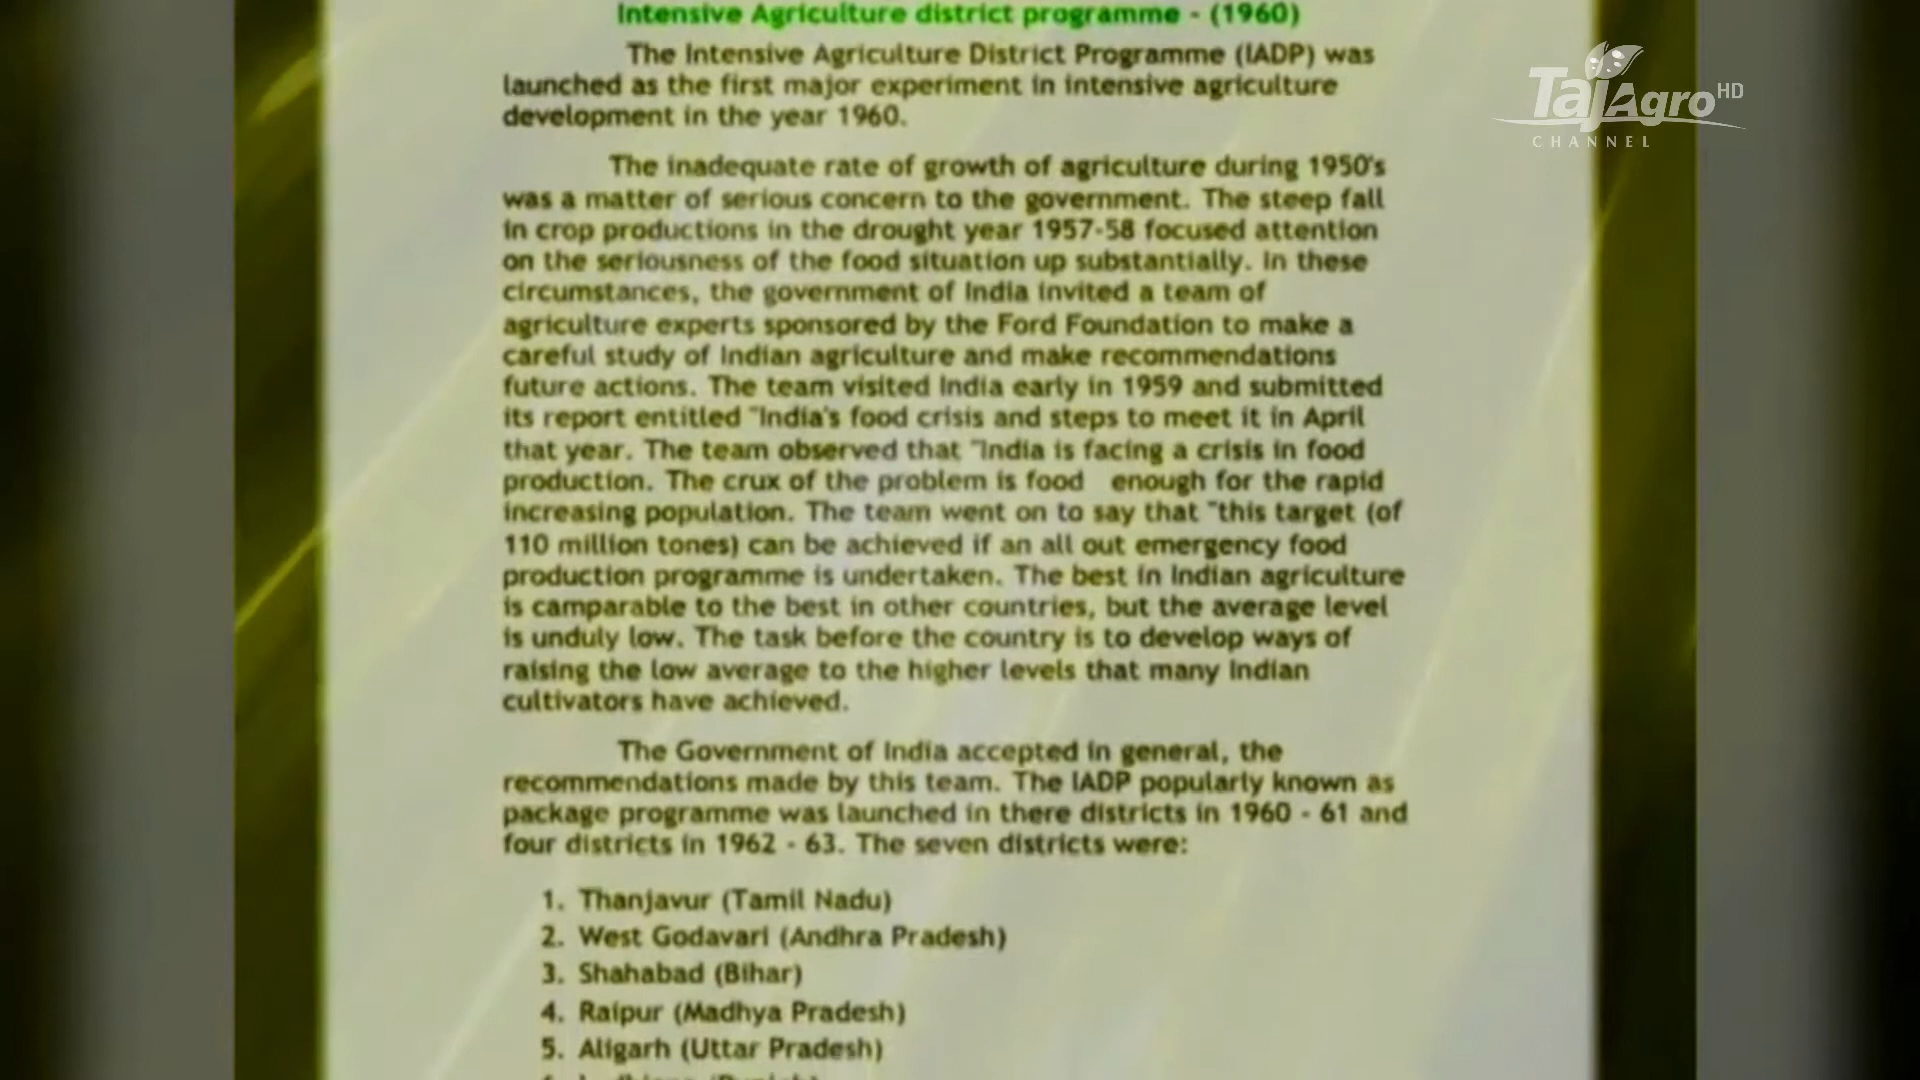 Intensive Agriculture district programme - (1960)
The Intensive Agriculture District Programme (IADP) was
launched as the first major experiment in intensive agriculture
development in the year 1960.
The inadequate rate of growth of agriculture during 1950's
was a matter of serious concern to the government. The steep fall
in crop productions in the drought year 1957-58 focused attention
on the seriousness of the food situation up substantially. In these
circumstances, the government of India invited a team of
agriculture experts sponsored by the Ford Foundation to make a
careful study of Indian agriculture and make recommendations
future actions. The team visited India early in 1959 and submitted
its report entitled "India's food crisis and steps to meet it in April
that year. The team observed that "India is facing a crisis in food
production. The crux of the problem is food enough for the rapid
increasing population. The team went on to say that "this target (of
110 million tones) can be achieved if an all out emergency food
production programme is undertaken. The best in Indian agriculture
is camparable to the best in other countries, but the average level
is unduly low. The task before the country is to develop ways of
raising the low average to the higher levels that many Indian
cultivators have achieved.
The Government of India accepted in general, the
recommendations made by this team. The IADP popularly known as
package programme was launched in there districts in 1960 - 61 and
four districts in 1962 - 63. The seven districts were:
1. Thanjavur (Tamil Nadu)
2. West Godavari (Andhra Pradesh)
3. Shahabad (Bihar)
4. Raipur (Madhya Pradesh)
5. Aligarh (Uttar Pradesh)
TajAgro HD
CHANNEL